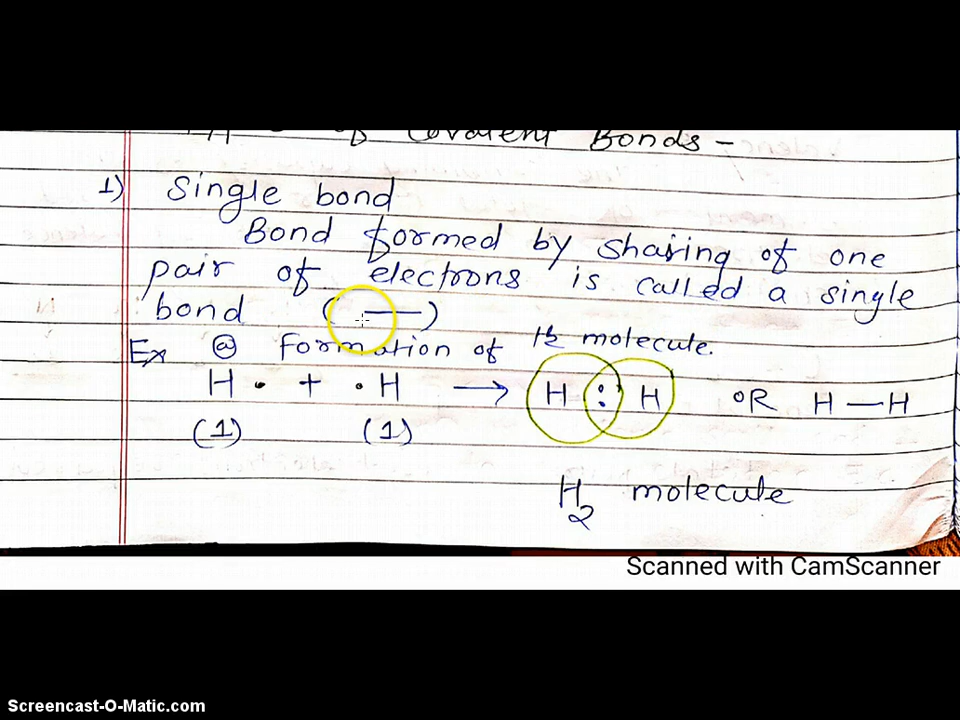 of Covalent Bonds -
1) Single bond
Bond formed by sharing of one
pair of electrons is called a single
bond (—)
Ex ⓐ Formation of H2 molecule.
H• + •H → H : H OR H—H
(1) (1)
H2 molecule
Scanned with CamScanner
Screencast-O-Matic.com